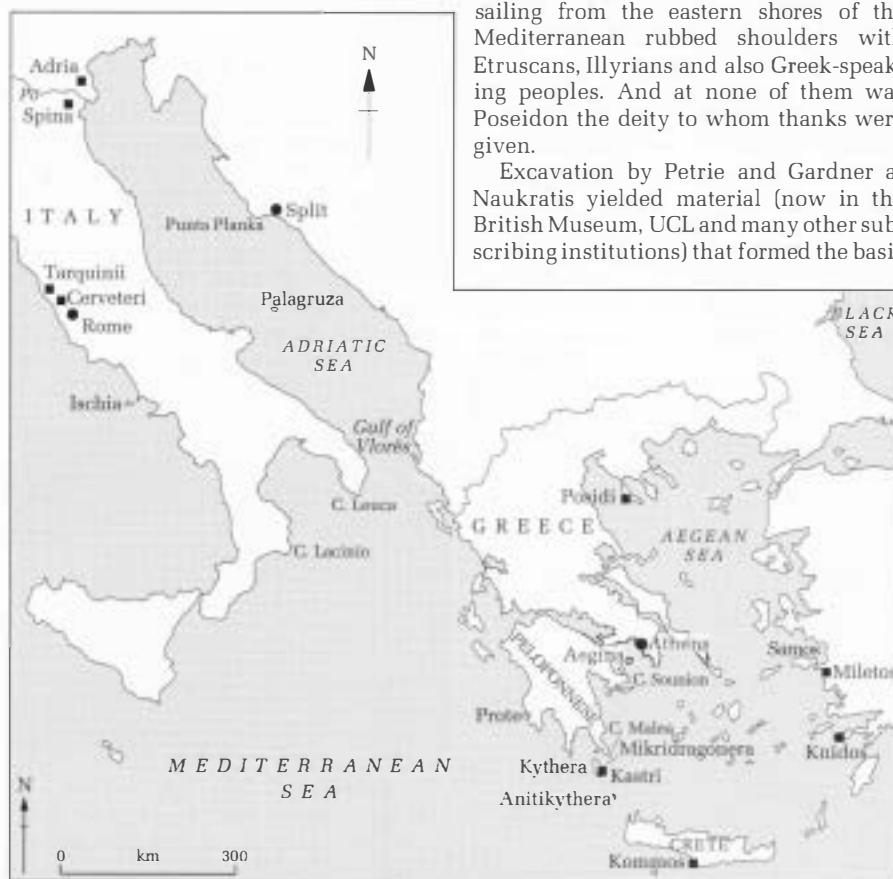 sailing from the eastern shores of th
Mediterranean rubbed shoulders with
Etruscans, Illyrians and also Greek-speak
ing peoples. And at none of them wa
Poseidon the deity to whom thanks wer
given.
Excavation by Petrie and Gardner a
Naukratis yielded material (now in th
British Museum, UCL and many other sub
scribing institutions) that formed the basi
N
Adria
Po
Spina
ITALY
Punta Planka
Split
Tarquinii
Cerveteri
Rome
Palagruza
ADRIATIC
SEA
BLACK
SEA
Ischia
Gulf of
Vlorës
C. Leuca
Posidi
GREECE
AEGEAN
SEA
C. Lacinio
Athens
Aegina
Samos
C. Sounion
Miletos
PELOPONNESE
Prote
C. Malea
Mikridragonera
Knidos
MEDITERRANEAN
SEA
Kythera
Kastri
Anitikythera
N
0 km 300
CRETE
Kommos